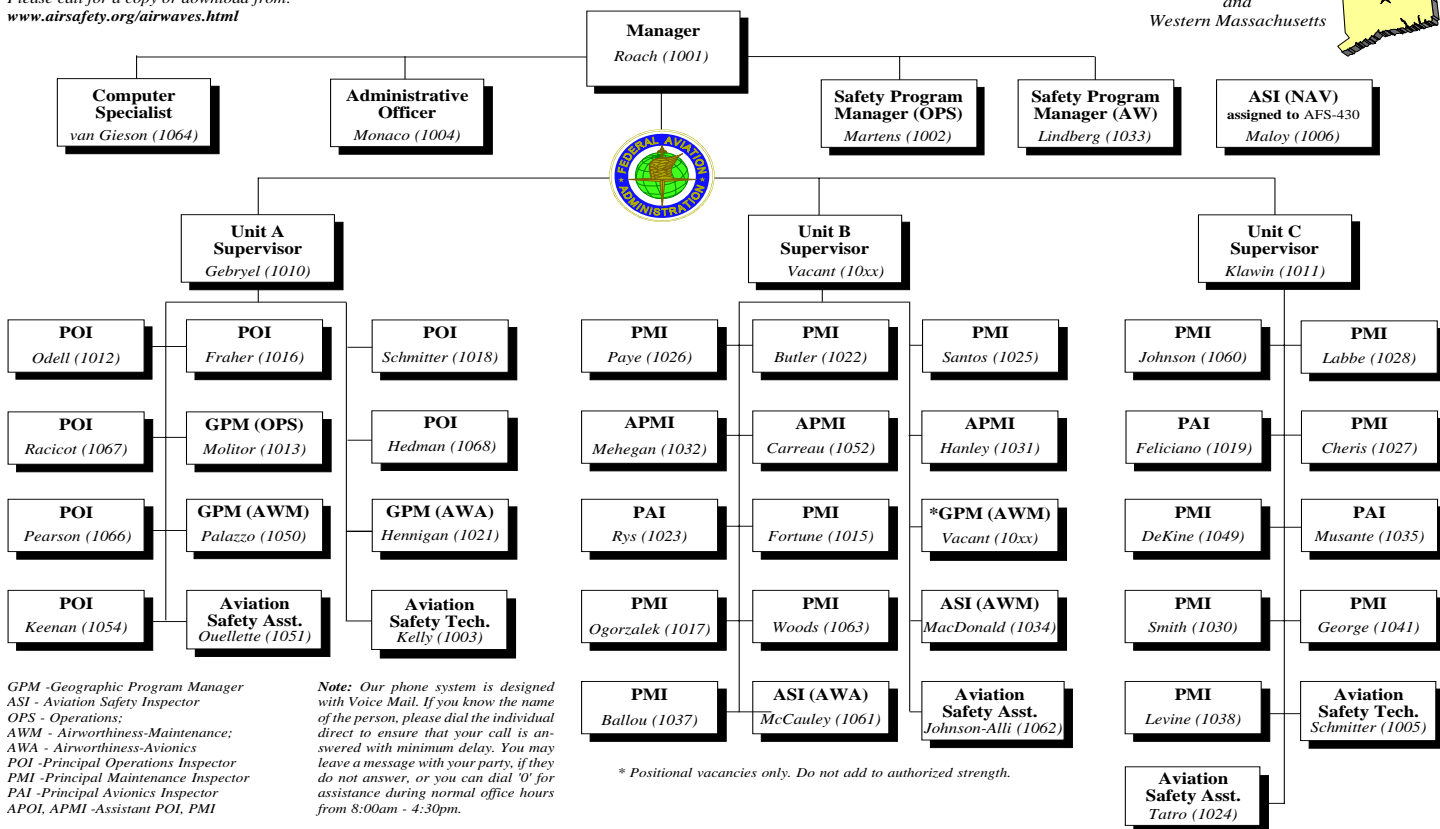 Please call for a copy or download from:
www.airsafety.org/airwaves.html
and
Western Massachusetts
Manager
Roach (1001)
Computer
Specialist
van Gieson (1064)
Administrative
Officer
Monaco (1004)
Safety Program
Manager (OPS)
Martens (1002)
Safety Program
Manager (AW)
Lindberg (1033)
ASI (NAV)
assigned to AFS-430
Maloy (1006)
FEDERAL AVIATION
ADMINISTRATION
Unit A
Supervisor
Gebryel (1010)
Unit B
Supervisor
Vacant (10xx)
Unit C
Supervisor
Klawin (1011)
POI
Odell (1012)
POI
Fraher (1016)
POI
Schmitter (1018)
PMI
Paye (1026)
PMI
Butler (1022)
PMI
Santos (1025)
PMI
Johnson (1060)
PMI
Labbe (1028)
POI
Racicot (1067)
GPM (OPS)
Molitor (1013)
POI
Hedman (1068)
APMI
Mehegan (1032)
APMI
Carreau (1052)
APMI
Hanley (1031)
PAI
Feliciano (1019)
PMI
Cheris (1027)
POI
Pearson (1066)
GPM (AWM)
Palazzo (1050)
GPM (AWA)
Hennigan (1021)
PAI
Rys (1023)
PMI
Fortune (1015)
*GPM (AWM)
Vacant (10xx)
PMI
DeKine (1049)
PAI
Musante (1035)
POI
Keenan (1054)
Aviation
Safety Asst.
Ouellette (1051)
Aviation
Safety Tech.
Kelly (1003)
PMI
Ogorzalek (1017)
PMI
Woods (1063)
ASI (AWM)
MacDonald (1034)
PMI
Smith (1030)
PMI
George (1041)
PMI
Ballou (1037)
ASI (AWA)
McCauley (1061)
Aviation
Safety Asst.
Johnson-Alli (1062)
PMI
Levine (1038)
Aviation
Safety Tech.
Schmitter (1005)
Aviation
Safety Asst.
Tatro (1024)
GPM -Geographic Program Manager
ASI - Aviation Safety Inspector
OPS - Operations;
AWM - Airworthiness-Maintenance;
AWA - Airworthiness-Avionics
POI -Principal Operations Inspector
PMI -Principal Maintenance Inspector
PAI -Principal Avionics Inspector
APOI, APMI -Assistant POI, PMI
Note: Our phone system is designed
with Voice Mail. If you know the name
of the person, please dial the individual
direct to ensure that your call is an-
swered with minimum delay. You may
leave a message with your party, if they
do not answer, or you can dial '0' for
assistance during normal office hours
from 8:00am - 4:30pm.
* Positional vacancies only. Do not add to authorized strength.